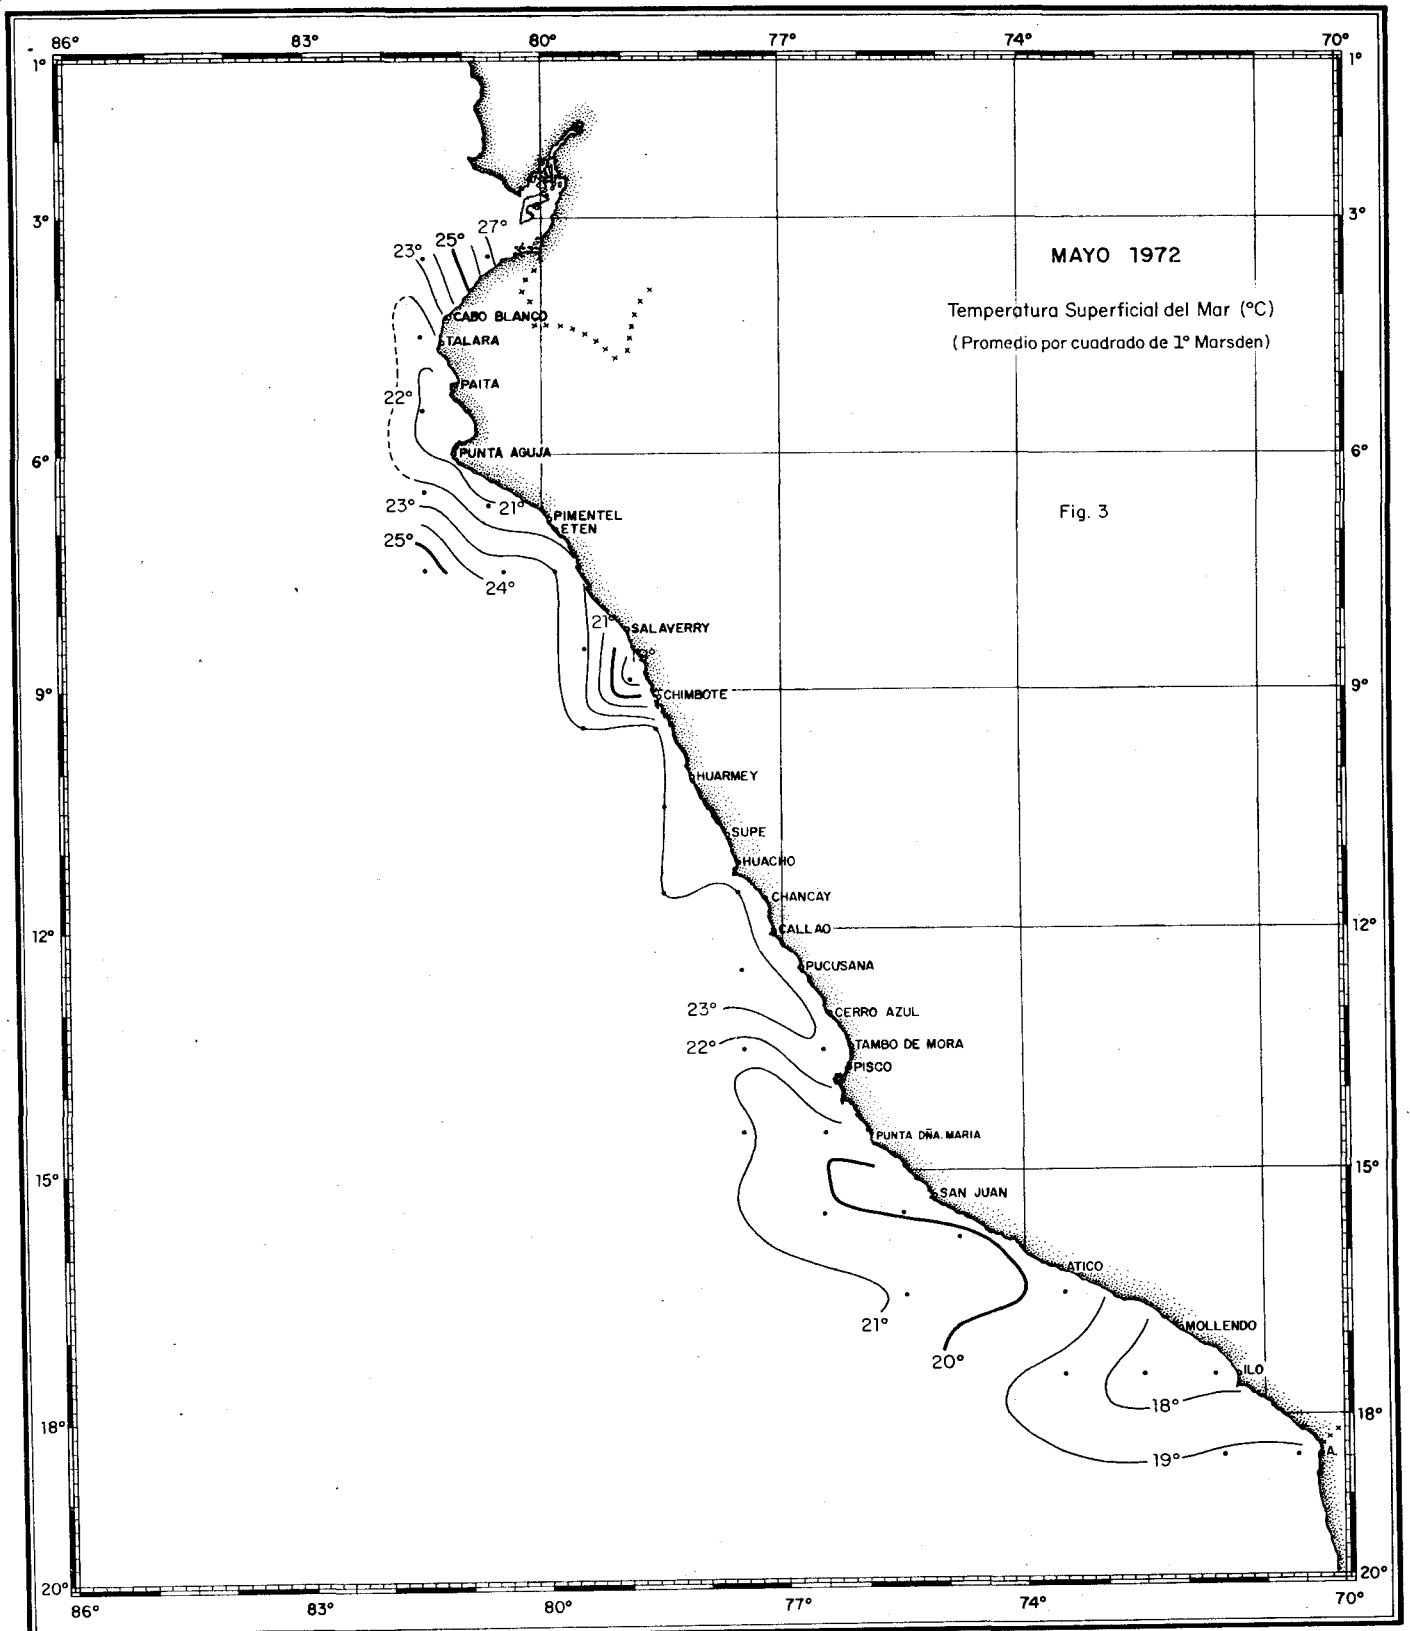 86° 83° 80° 77° 74° 70°
1° 1°
3° 3°
27°
25°
23°
MAYO 1972
Temperatura Superficial del Mar (°C)
(Promedio por cuadrado de 1° Marsden)
CABO BLANCO
TALARA
PAITA
22°
PUNTA AGUJA
6° 6°
23°
21°
PIMENTEL
ETEN
Fig. 3
25°
24°
21°
SALAVERRY
9° CHIMBOTE 9°
HUARMEY
SUPE
HUACHO
CHANCAY
12° CALLAO 12°
PUCUSANA
23° CERRO AZUL
22° TAMBO DE MORA
PISCO
PUNTA DÑA. MARIA
15° 15°
SAN JUAN
ATICO
21° MOLLENDO
20° ILO
18° 18° 18°
19° A.
20° 20°
86° 83° 80° 77° 74° 70°